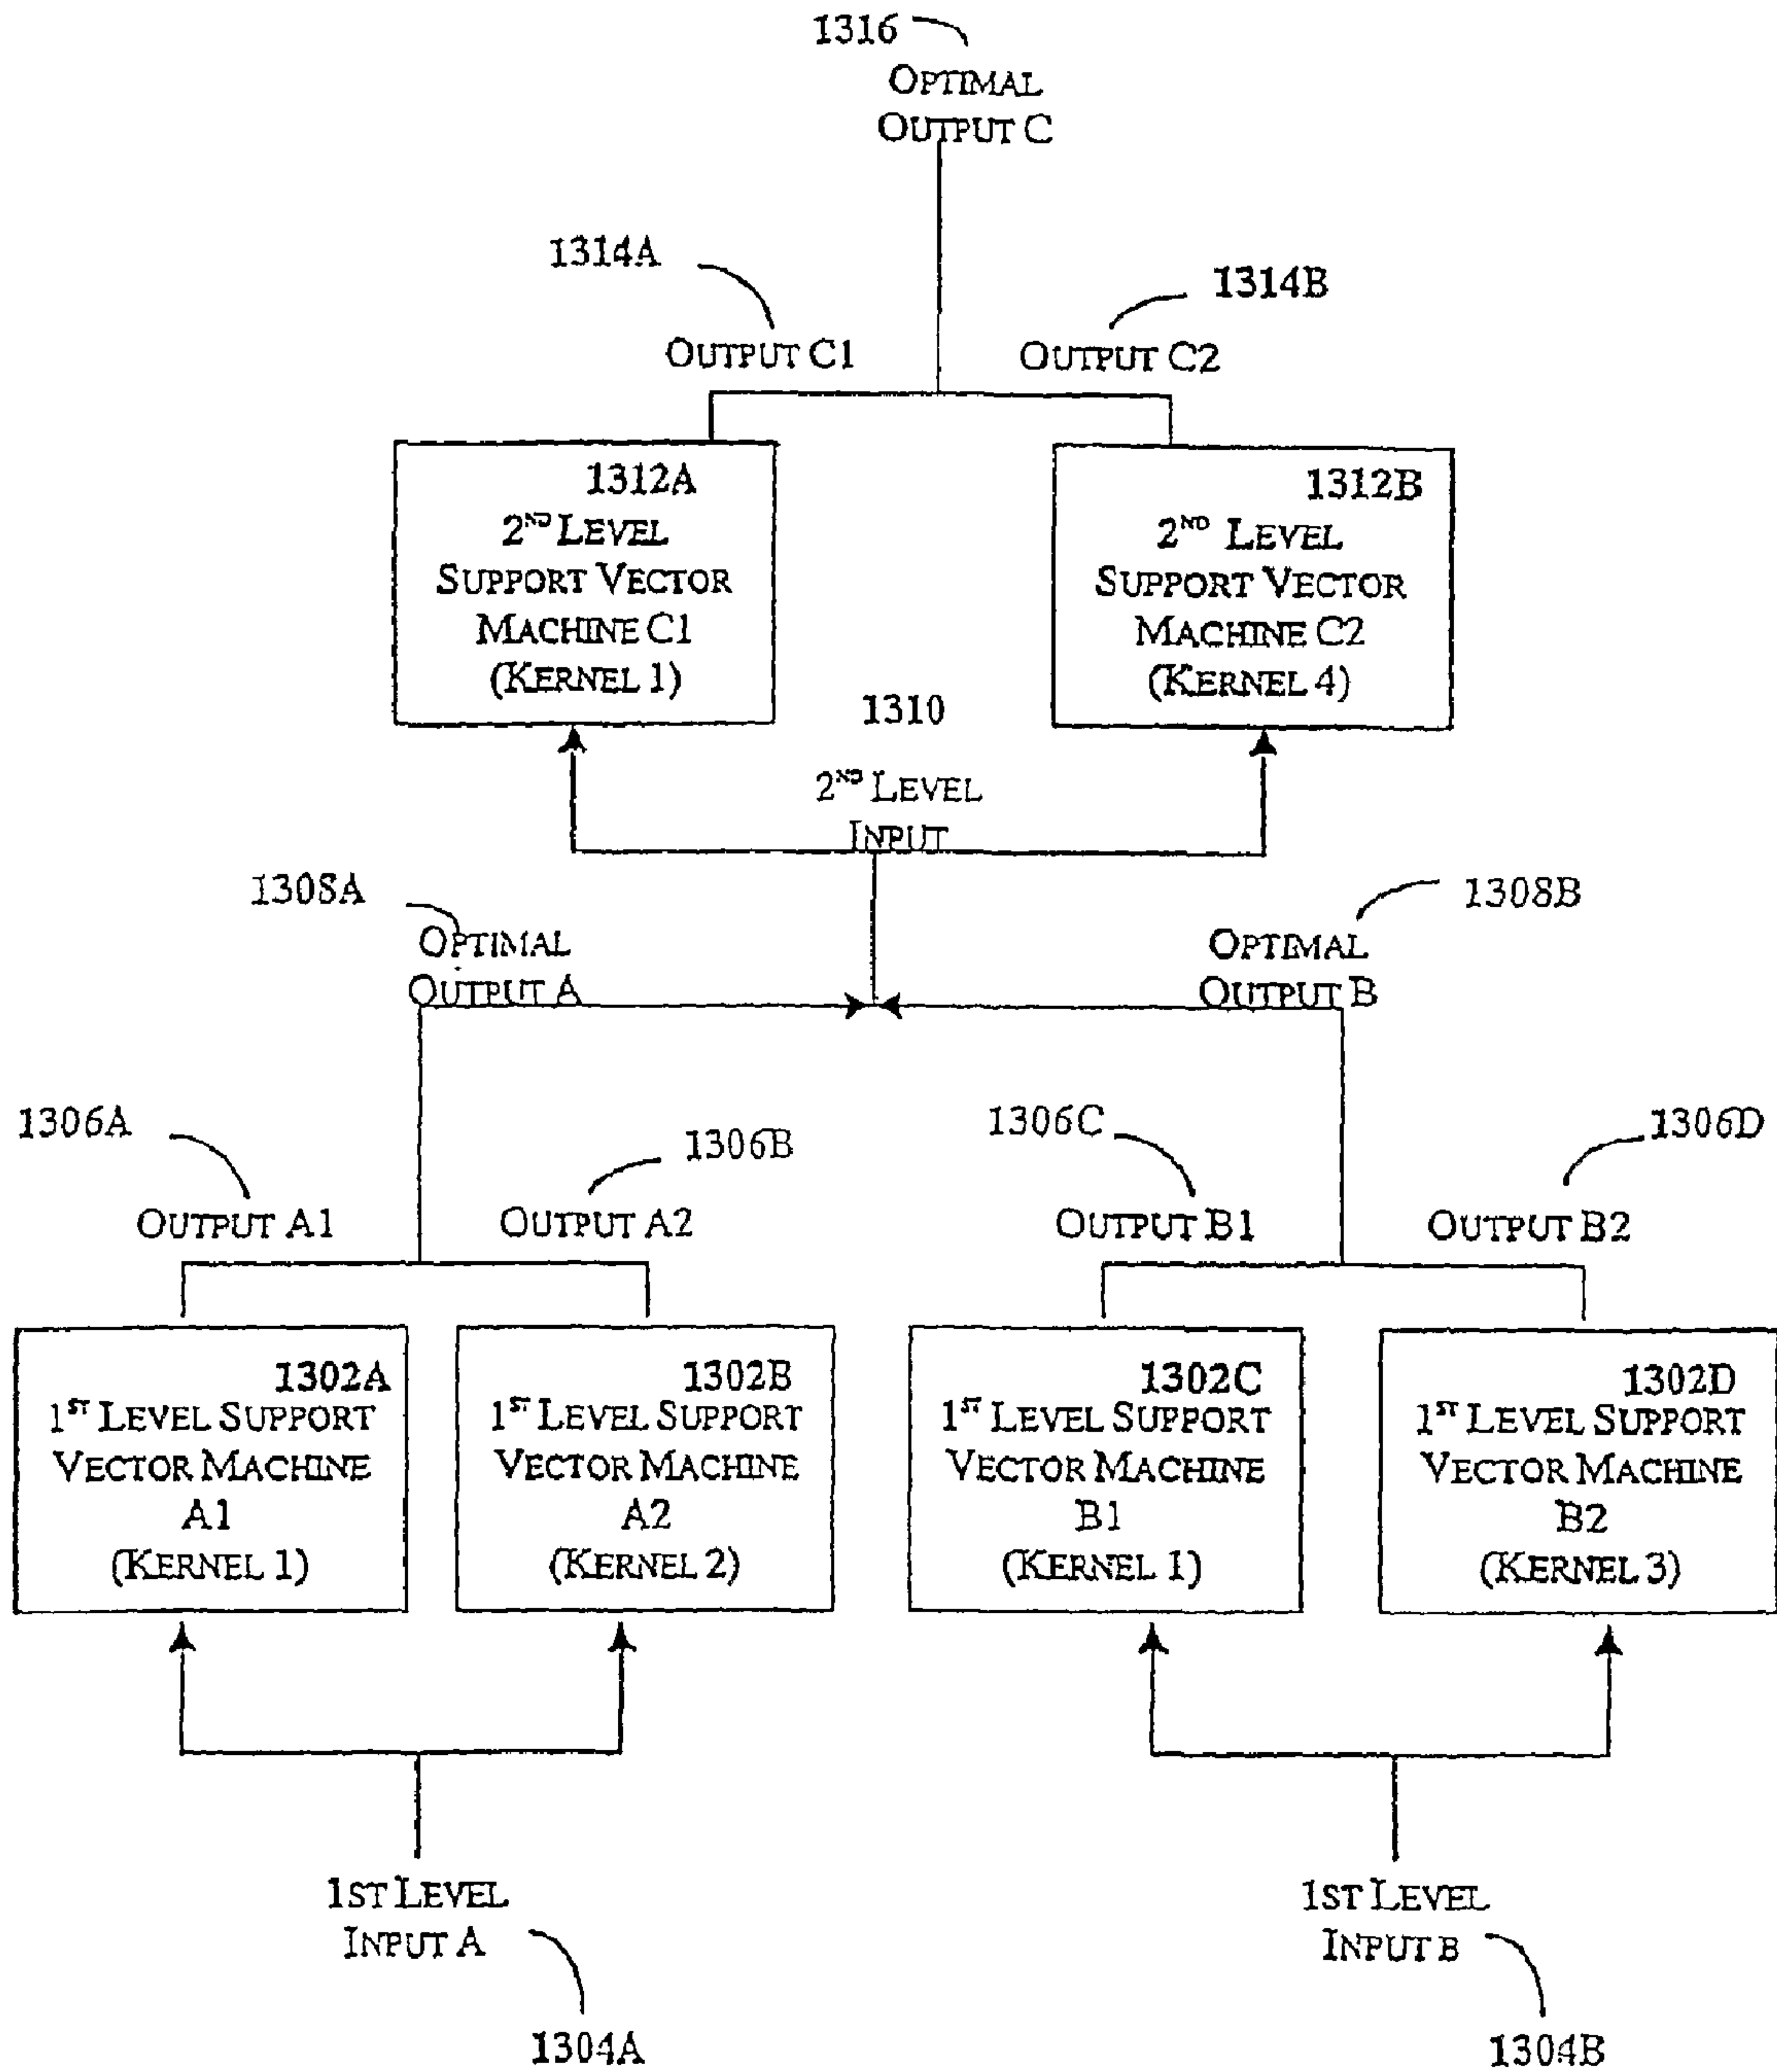 1316
OPTIMAL
OUTPUT C
1314A
1314B
OUTPUT C1
OUTPUT C2
1312A
2ND LEVEL
SUPPORT VECTOR
MACHINE C1
(KERNEL 1)
1312B
2ND LEVEL
SUPPORT VECTOR
MACHINE C2
(KERNEL 4)
1310
2ND LEVEL
INPUT
1308A
OPTIMAL
OUTPUT A
1308B
OPTIMAL
OUTPUT B
1306A
1306B
1306C
1306D
OUTPUT A1
OUTPUT A2
OUTPUT B1
OUTPUT B2
1302A
1ST LEVEL SUPPORT
VECTOR MACHINE
A1
(KERNEL 1)
1302B
1ST LEVEL SUPPORT
VECTOR MACHINE
A2
(KERNEL 2)
1302C
1ST LEVEL SUPPORT
VECTOR MACHINE
B1
(KERNEL 1)
1302D
1ST LEVEL SUPPORT
VECTOR MACHINE
B2
(KERNEL 3)
1ST LEVEL
INPUT A
1304A
1ST LEVEL
INPUT B
1304B